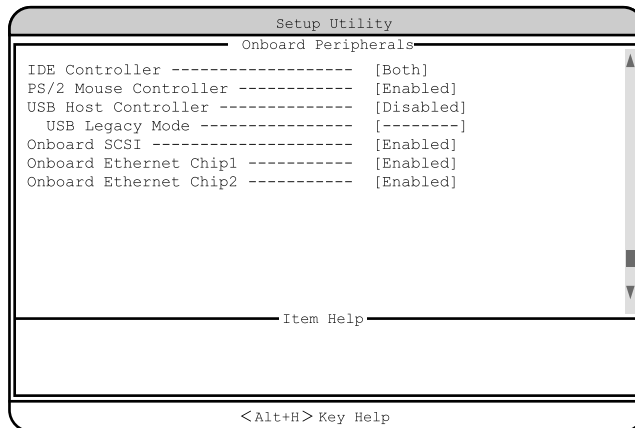 Setup Utility
Onboard Peripherals
IDE Controller ------------------- [Both]
PS/2 Mouse Controller ------------ [Enabled]
USB Host Controller -------------- [Disabled]
USB Legacy Mode ---------------- [--------]
Onboard SCSI --------------------- [Enabled]
Onboard Ethernet Chip1 ----------- [Enabled]
Onboard Ethernet Chip2 ----------- [Enabled]
Item Help
<Alt+H> Key Help